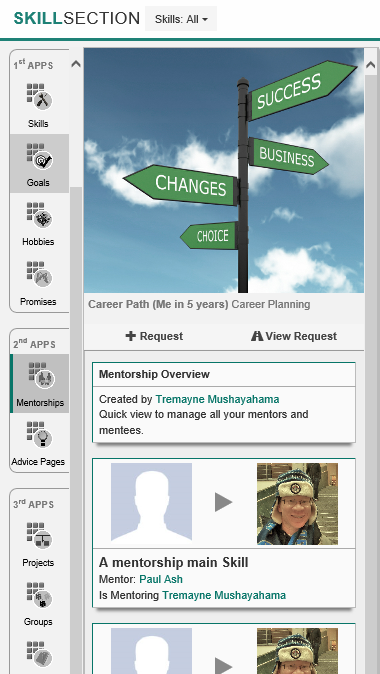 SKILLSECTION Skills: All
1st APPS
Skills
Goals
Hobbies
Promises
2nd APPS
Mentorships
Advice Pages
3rd APPS
Projects
Groups
SUCCESS
BUSINESS
CHANGES
CHOICE
Career Path (Me in 5 years) Career Planning
Request View Request
Mentorship Overview
Created by Tremayne Mushayahama
Quick view to manage all your mentors and
mentees.
A mentorship main Skill
Mentor: Paul Ash
Is Mentoring Tremayne Mushayahama